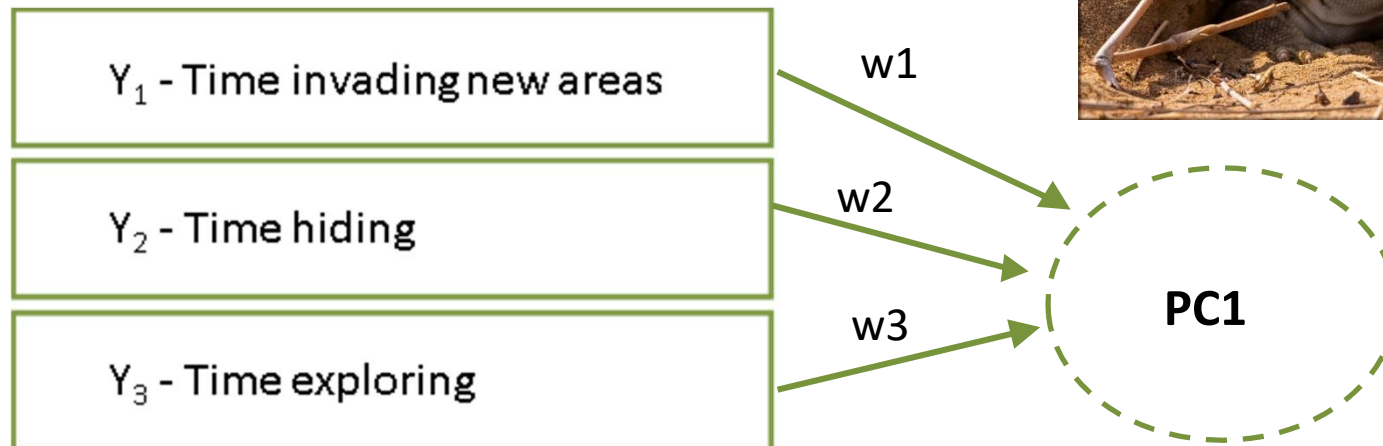 Y₁ - Time invading new areas
w1
Y₂ - Time hiding
w2
Y₃ - Time exploring
w3
PC1